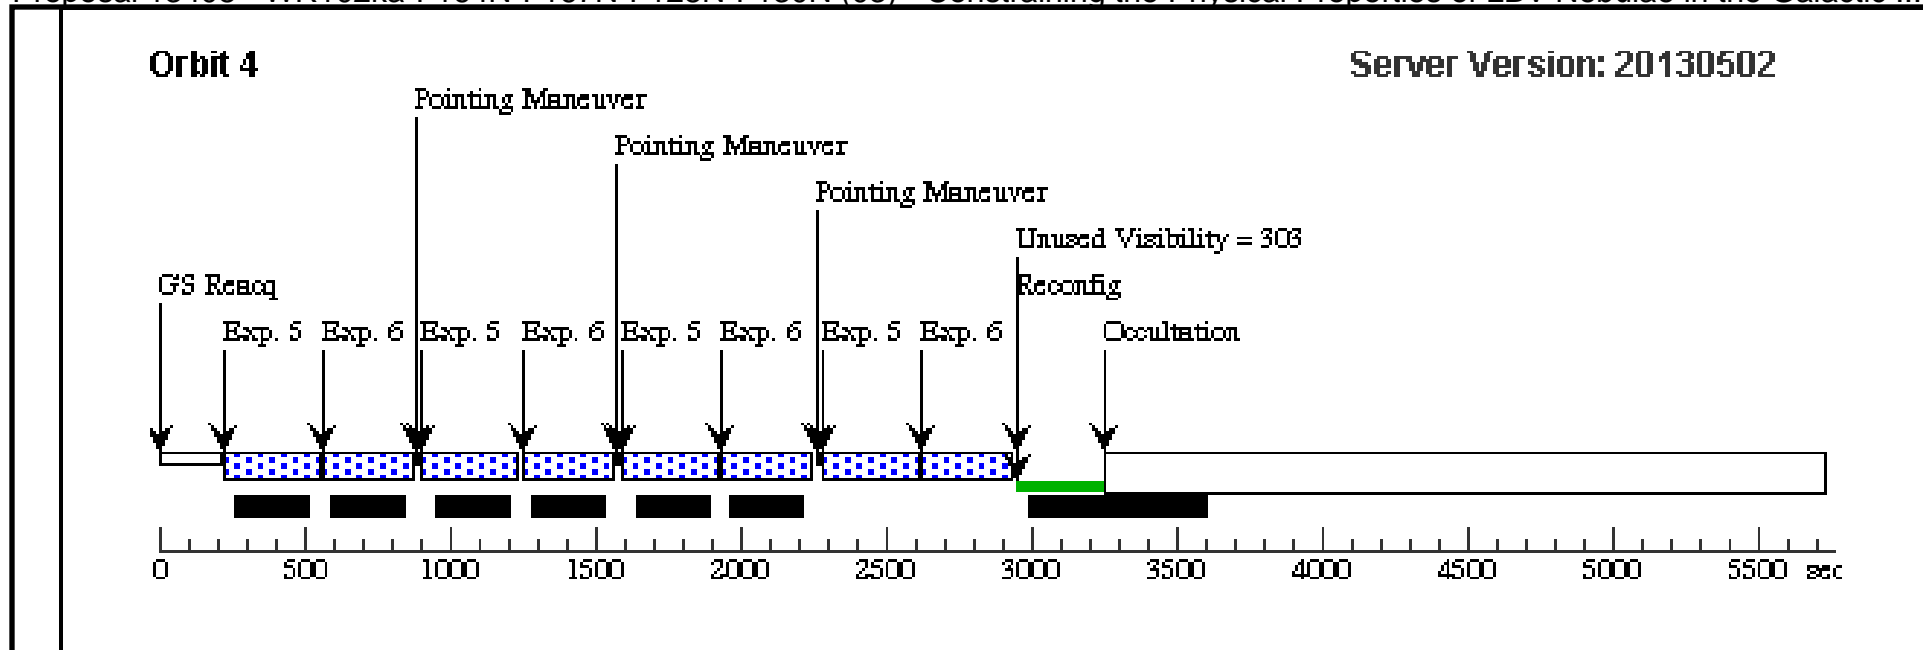 Orbit 4
Server Version: 20130502
Pointing Maneuver
Pointing Maneuver
Pointing Maneuver
Unused Visibility = 303
GS Reacq
Reconfig
Exp. 5 Exp. 6 Exp. 5 Exp. 6 Exp. 5 Exp. 6 Exp. 5 Exp. 6 Occultation
0 500 1000 1500 2000 2500 3000 3500 4000 4500 5000 5500 sec